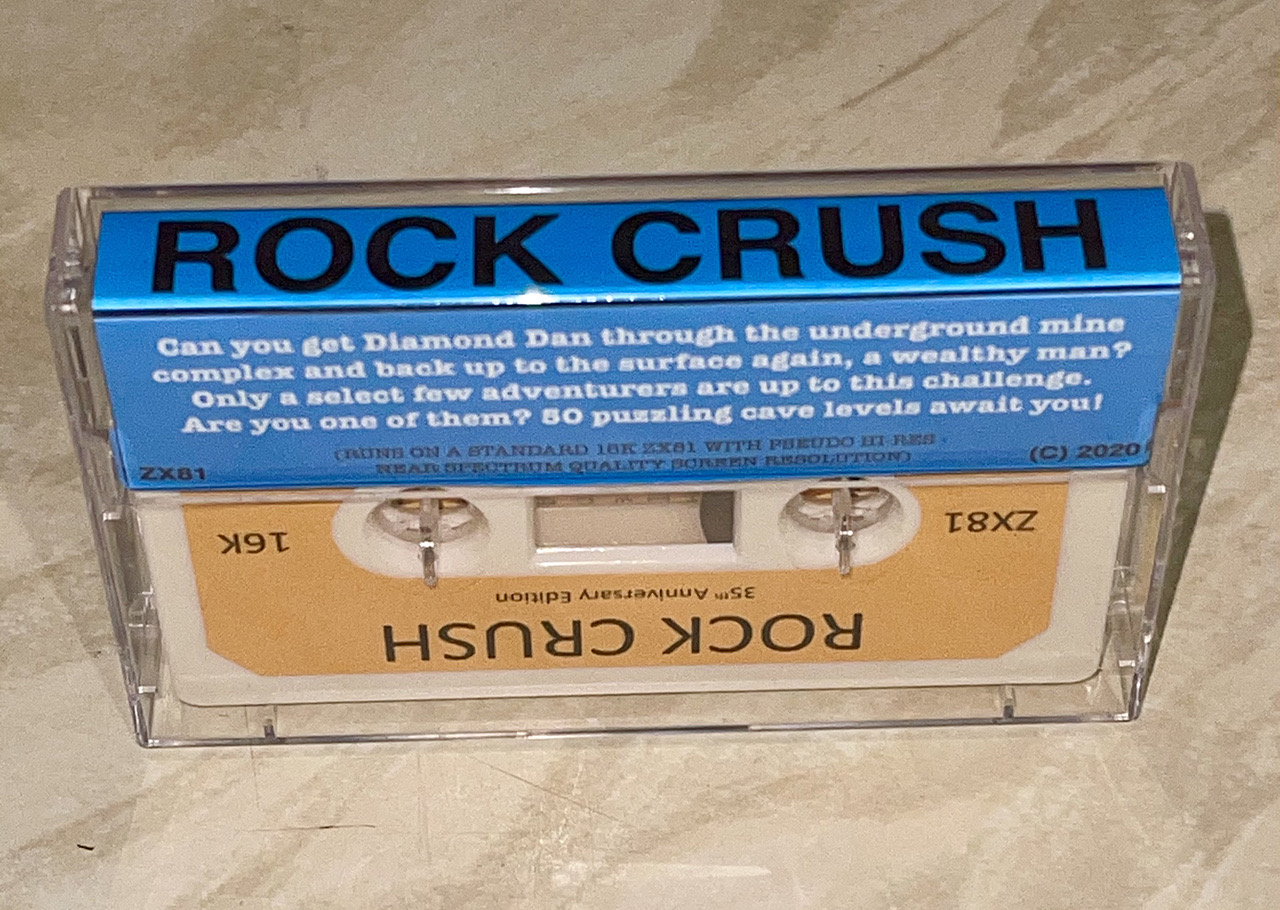 ROCK CRUSH
Can you get Diamond Dan through the underground mine
complex and back up to the surface again, a wealthy man?
Only a select few adventurers are up to this challenge.
Are you one of them? 50 puzzling cave levels await you!
(RUNS ON A STANDARD 16K ZX81 WITH PSEUDO HI-RES -
NEAR SPECTRUM QUALITY SCREEN RESOLUTION)
ZX81
(C) 2020
16K
ZX81
35th Anniversary Edition
ROCK CRUSH